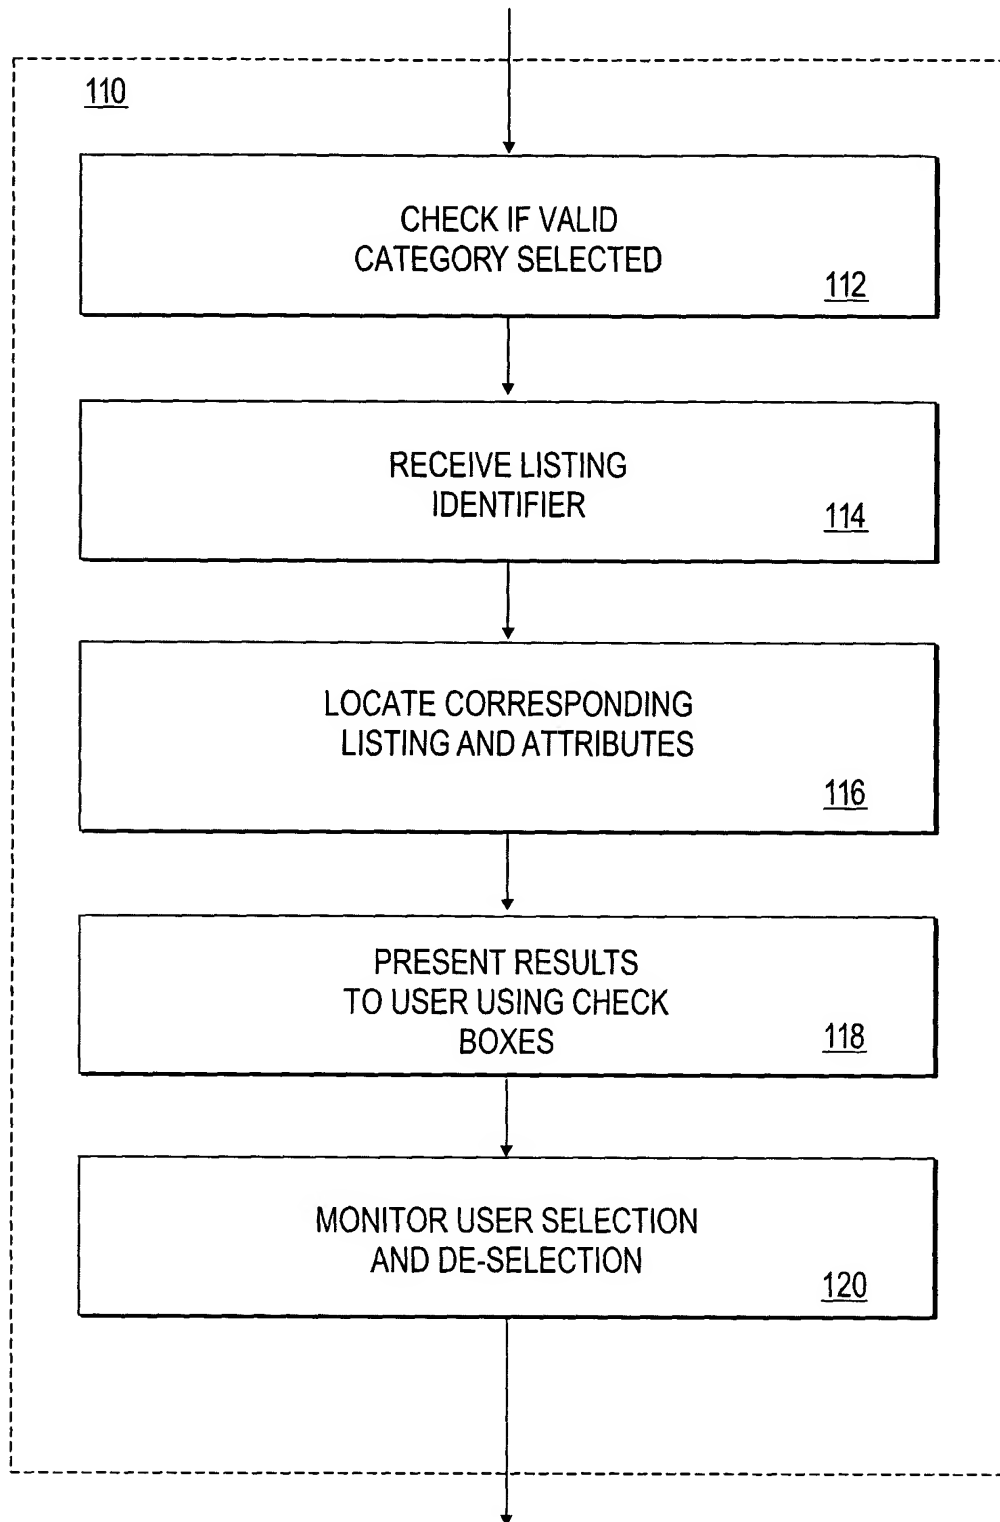 110
CHECK IF VALID
CATEGORY SELECTED
112
RECEIVE LISTING
IDENTIFIER
114
LOCATE CORRESPONDING
LISTING AND ATTRIBUTES
116
PRESENT RESULTS
TO USER USING CHECK
BOXES
118
MONITOR USER SELECTION
AND DE-SELECTION
120